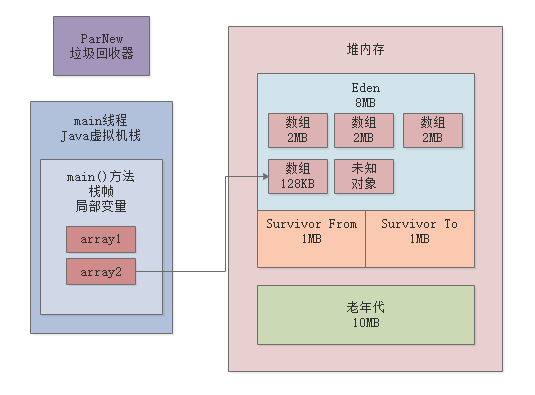 ParNew
垃圾回收器
main线程
Java虚拟机栈
main()方法
栈帧
局部变量
array1
array2
堆内存
Eden
8MB
数组
2MB
数组
2MB
数组
2MB
数组
128KB
未知
对象
Survivor From
1MB
Survivor To
1MB
老年代
10MB